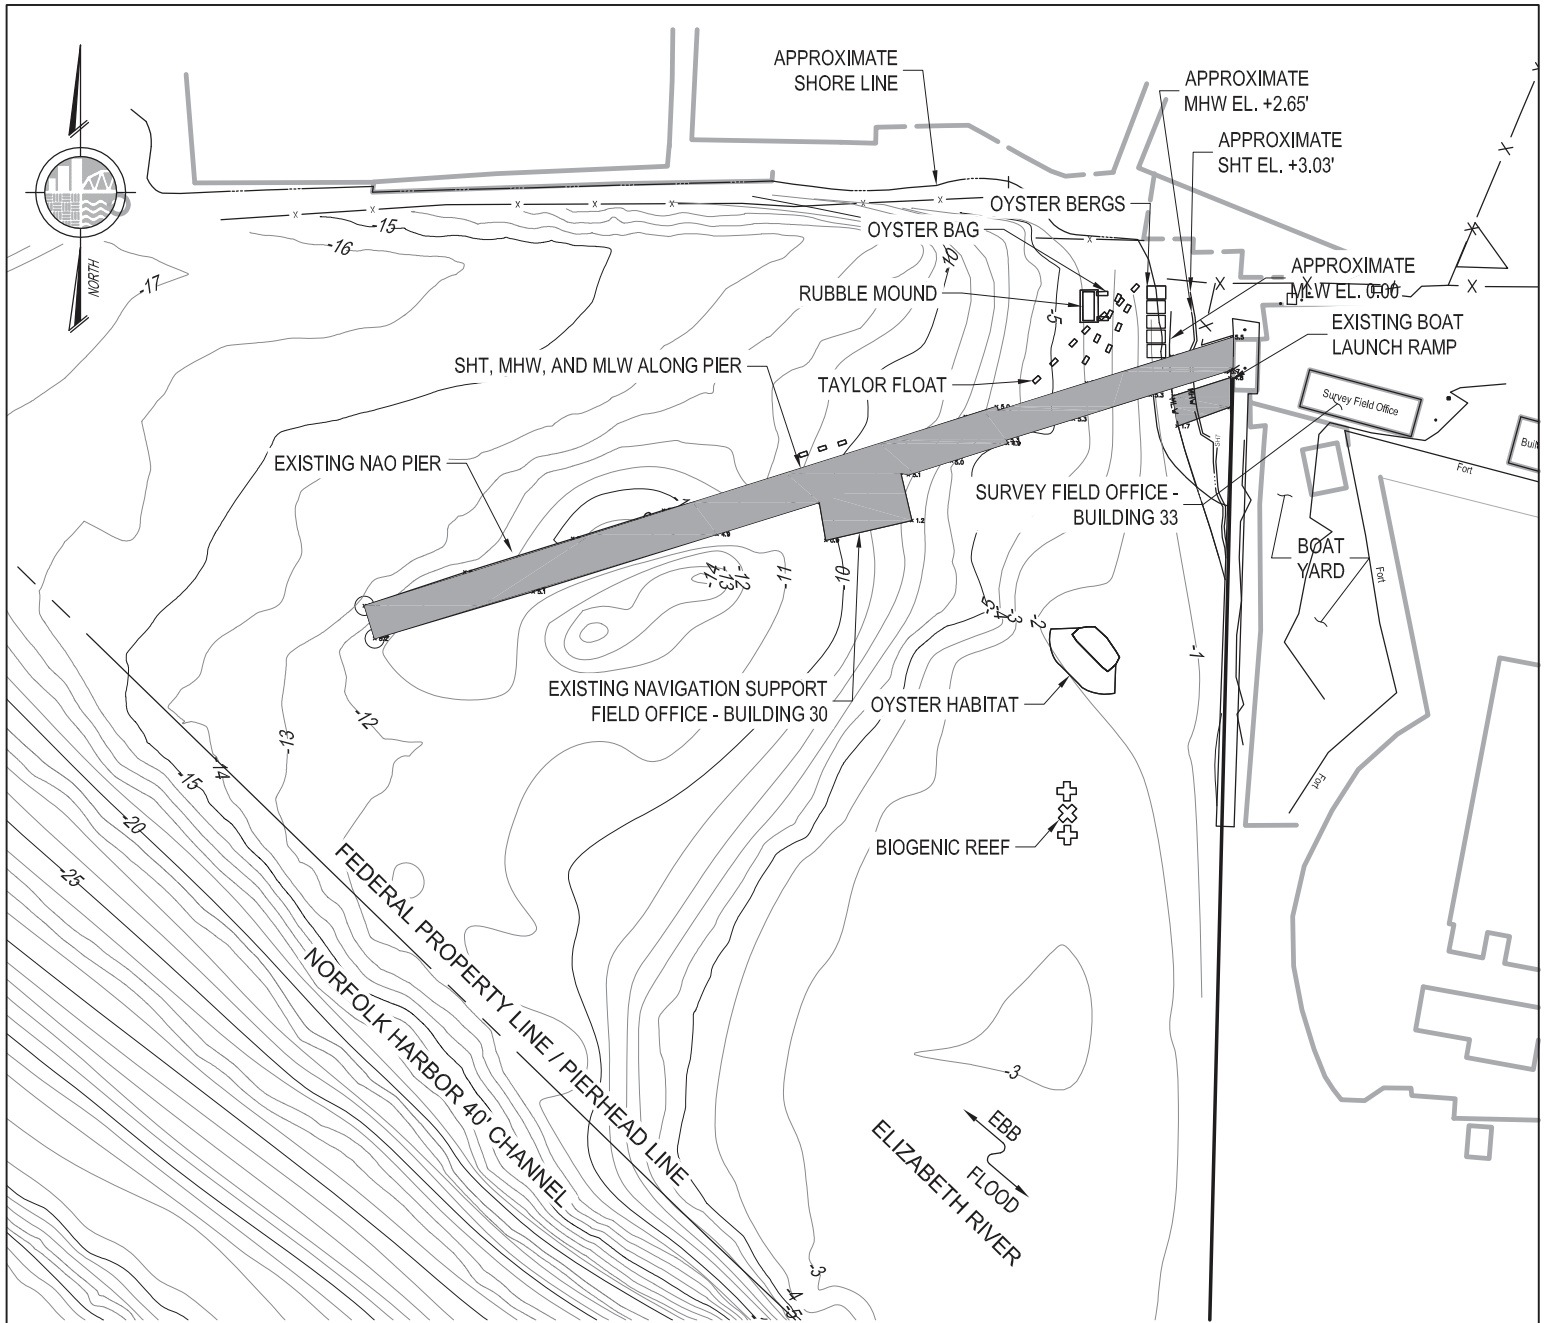 APPROXIMATE
SHORE LINE
APPROXIMATE
MHW EL. +2.65'
APPROXIMATE
SHT EL. +3.03'
OYSTER BERGS
OYSTER BAG
RUBBLE MOUND
APPROXIMATE
MLW EL. 0.00
EXISTING BOAT
LAUNCH RAMP
SHT, MHW, AND MLW ALONG PIER
TAYLOR FLOAT
Survey Field Office
EXISTING NAO PIER
SURVEY FIELD OFFICE -
BUILDING 33
BOAT
YARD
Fort
Fort
Fort
EXISTING NAVIGATION SUPPORT
FIELD OFFICE - BUILDING 30
OYSTER HABITAT
BIOGENIC REEF
FEDERAL PROPERTY LINE / PIERHEAD LINE
NORFOLK HARBOR 40' CHANNEL
EBB
FLOOD
ELIZABETH RIVER
NORTH
-15
-16
-17
-10
-5
-14
-13
-12
-11
-10
-5
-4
-3
-2
-1
-12
-13
-14
-15
-20
-25
-3
-3
-4
-5
MLW
MHW
SHT